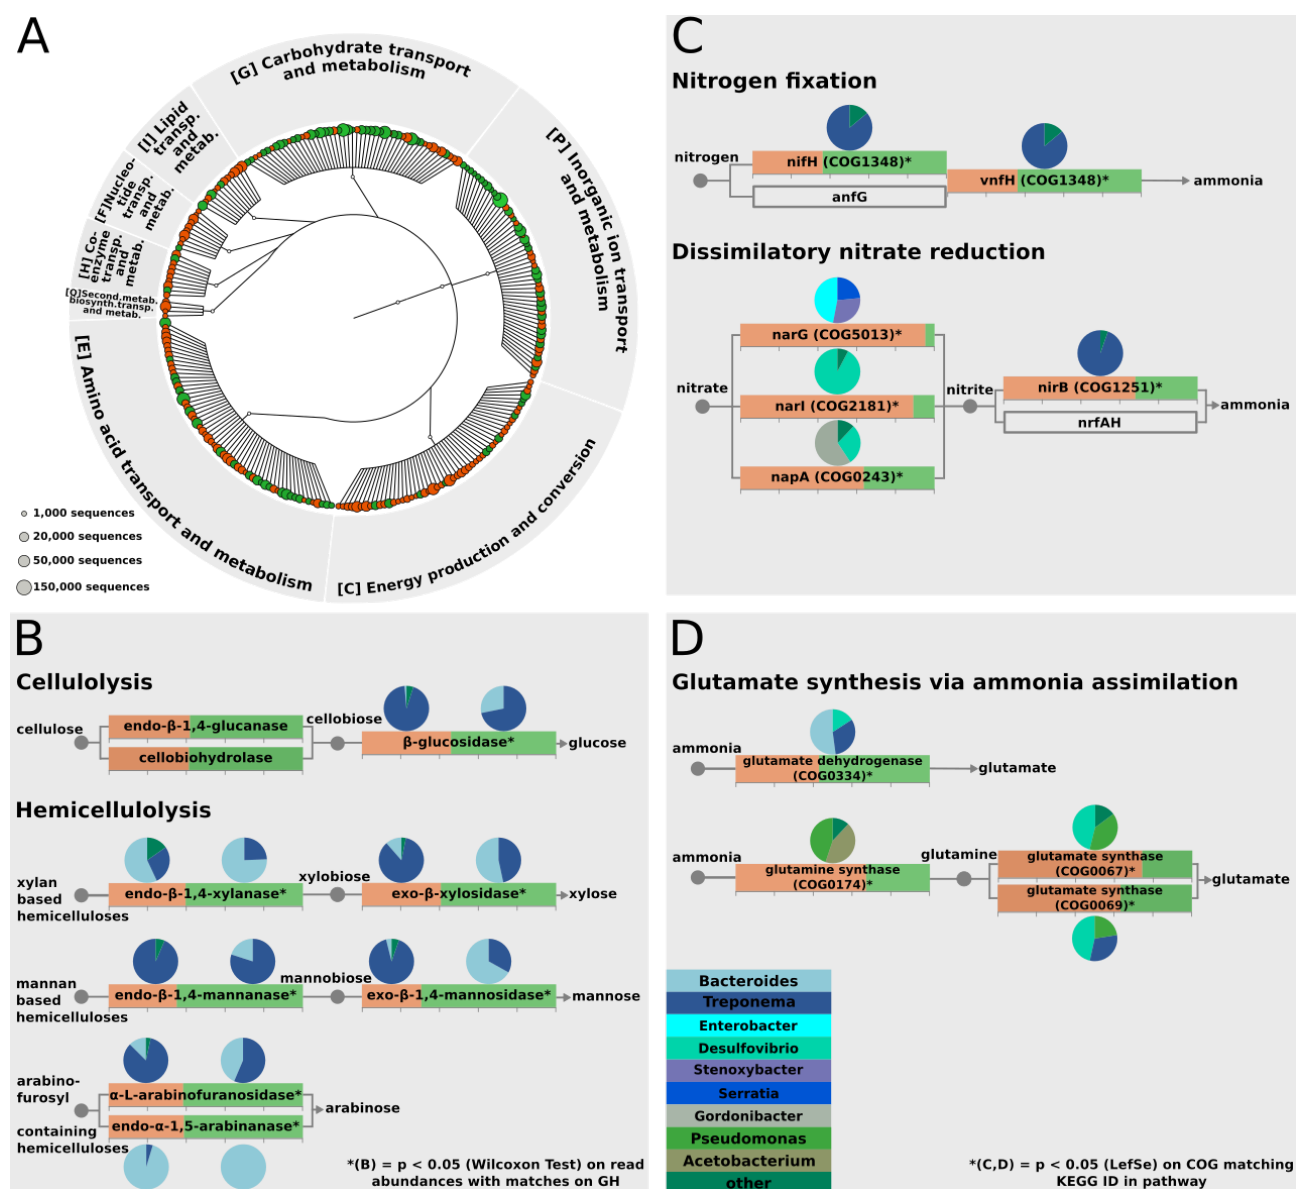 A
[G] Carbohydrate transport
and metabolism
[P] Inorganic ion transport
and metabolism
[C] Energy production and conversion
[E] Amino acid transport and metabolism
[Q]Second.metab.
biosynth.transp.
and metab.
[H] Co-
enzyme
transp.
and
metab.
[F]Nucleo-
tide
transp.
and
metab.
[I] Lipid
transp.
and
metab.
1,000 sequences
20,000 sequences
50,000 sequences
150,000 sequences
B
Cellulolysis
cellulose
endo-β-1,4-glucanase
cellobiohydrolase
cellobiose
β-glucosidase*
glucose
Hemicellulolysis
xylan
based
hemicelluloses
endo-β-1,4-xylanase*
xylobiose
exo-β-xylosidase*
xylose
mannan
based
hemicelluloses
endo-β-1,4-mannanase*
mannobiose
exo-β-1,4-mannosidase*
mannose
arabino-
furosyl
containing
hemicelluloses
α-L-arabinofuranosidase*
endo-α-1,5-arabinanase*
arabinose
*(B) = p < 0.05 (Wilcoxon Test) on read
abundances with matches on GH
C
Nitrogen fixation
nitrogen
nifH (COG1348)*
anfG
vnfH (COG1348)*
ammonia
Dissimilatory nitrate reduction
nitrate
narG (COG5013)*
narI (COG2181)*
napA (COG0243)*
nitrite
nirB (COG1251)*
nrfAH
ammonia
D
Glutamate synthesis via ammonia assimilation
ammonia
glutamate dehydrogenase
(COG0334)*
glutamate
ammonia
glutamine synthase
(COG0174)*
glutamine
glutamate synthase
(COG0067)*
glutamate synthase
(COG0069)*
glutamate
Bacteroides
Treponema
Enterobacter
Desulfovibrio
Stenoxybacter
Serratia
Gordonibacter
Pseudomonas
Acetobacterium
other
*(C,D) = p < 0.05 (LefSe) on COG matching
KEGG ID in pathway